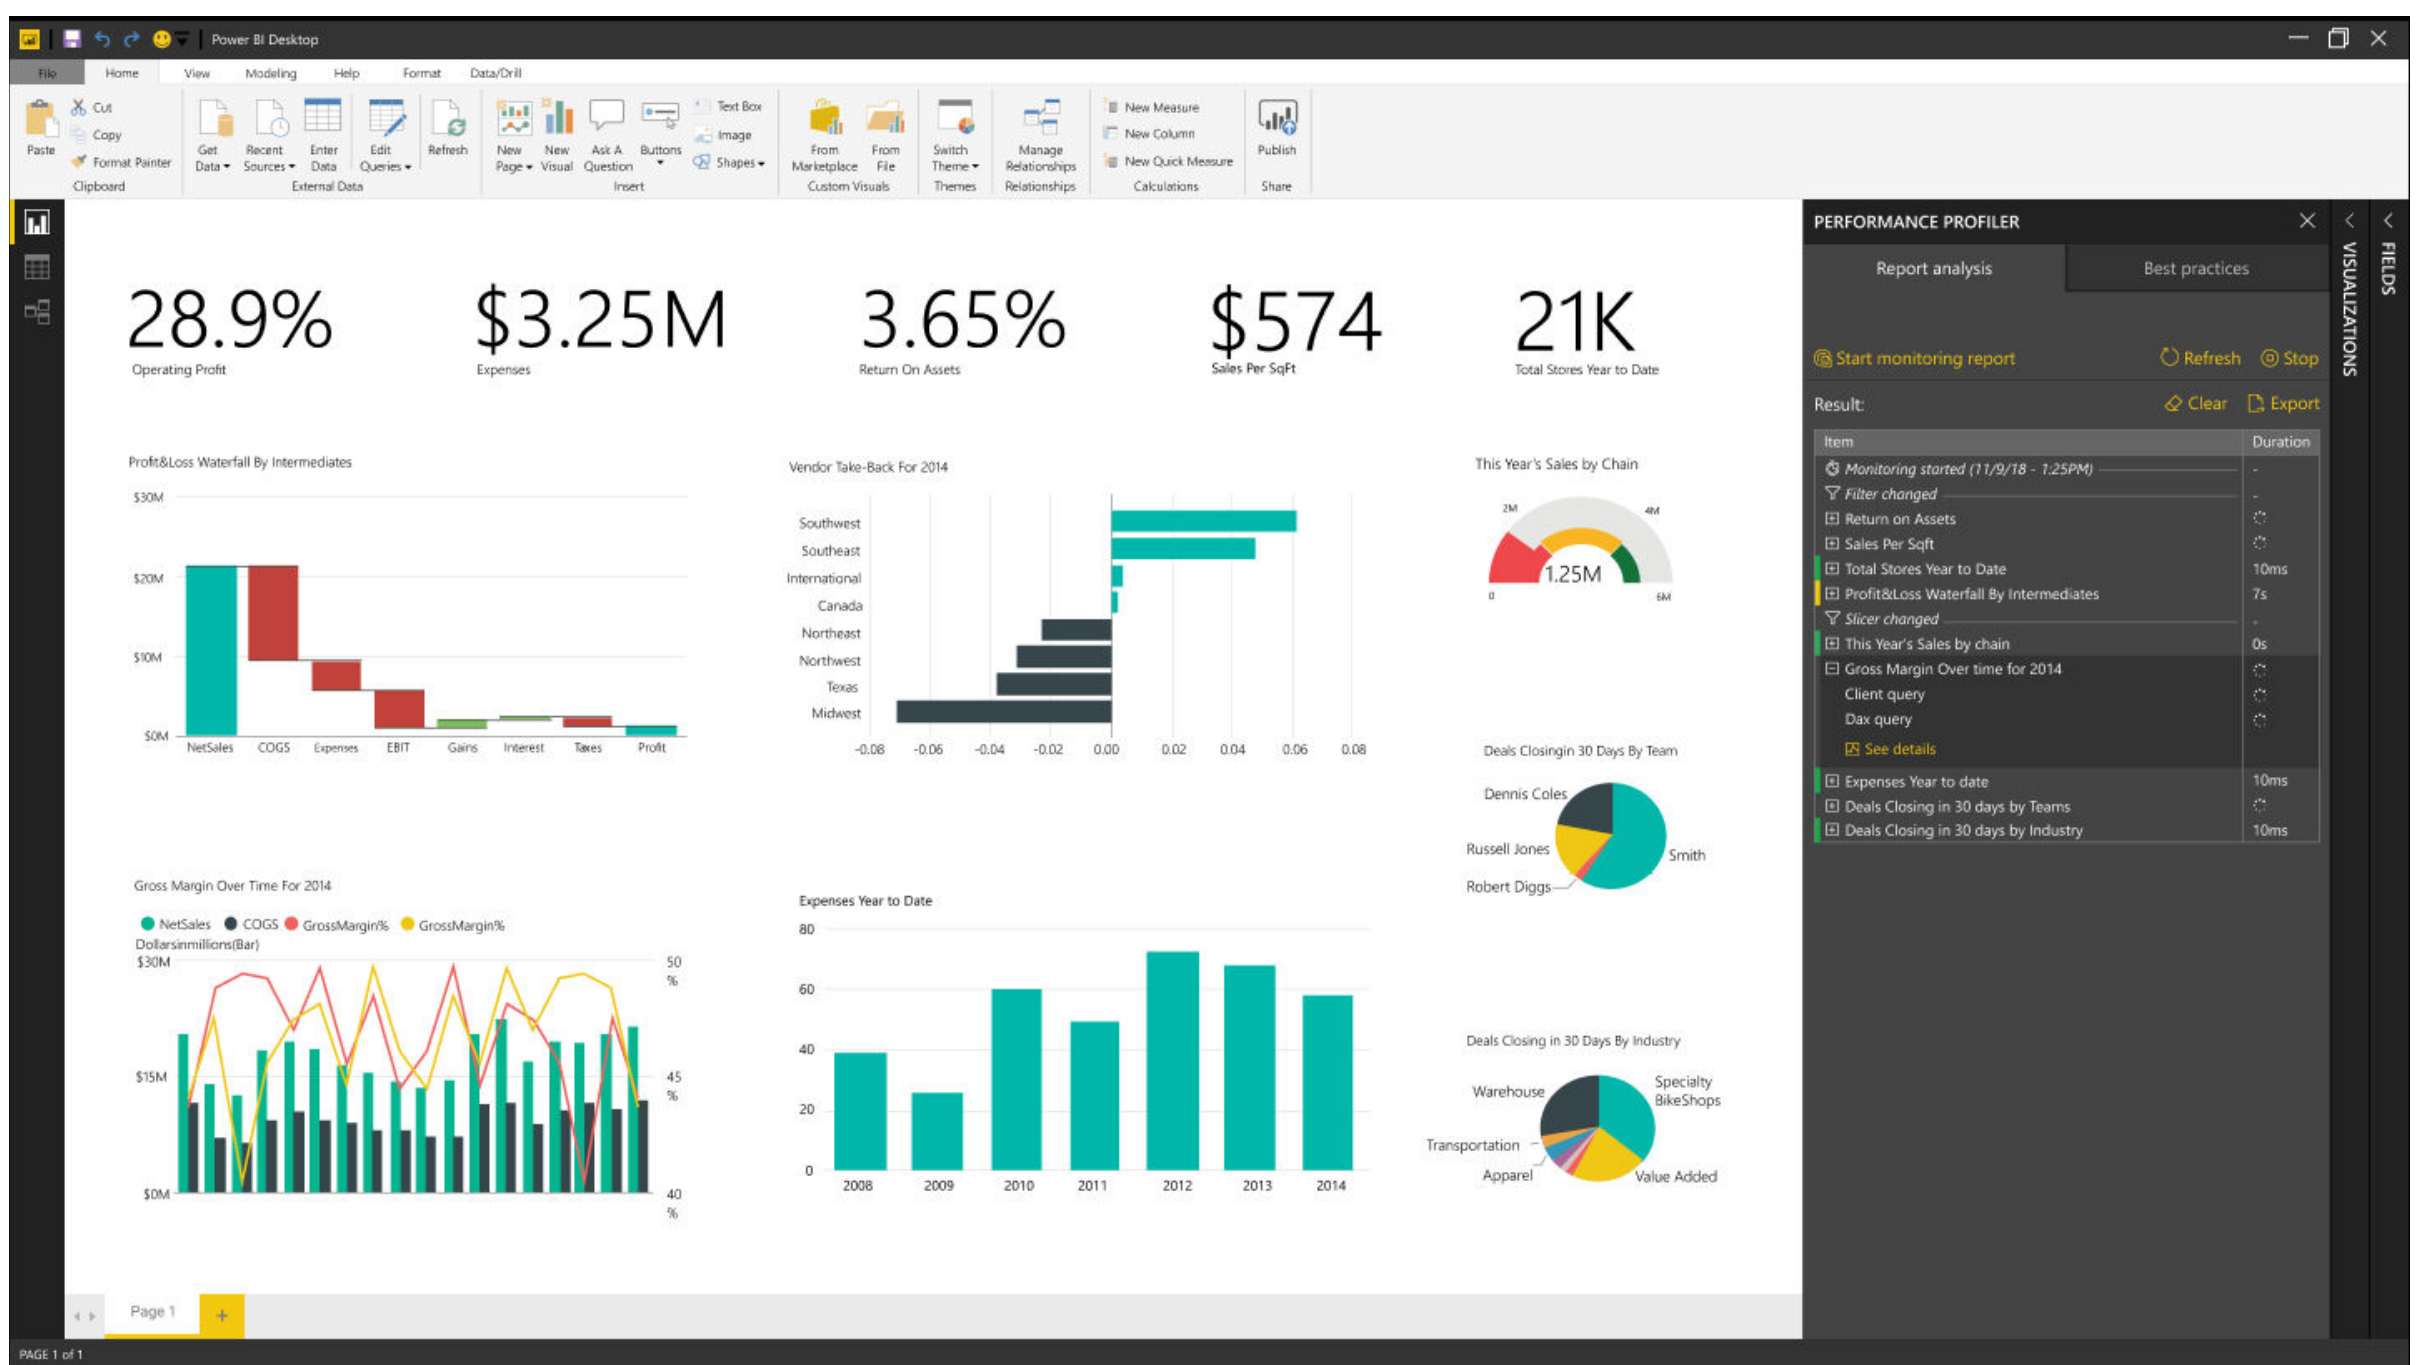 Power BI Desktop
File Home View Modeling Help Format Data/Drill
Paste
Cut
Copy
Format Painter
Clipboard
Get Data
Recent Sources
Enter Data
Edit Queries
Refresh
External Data
New Page
New Visual
Ask A Question
Buttons
Text Box
Image
Shapes
Insert
From Marketplace
From File
Custom Visuals
Switch Theme
Themes
Manage Relationships
Relationships
New Measure
New Column
New Quick Measure
Calculations
Publish
Share
28.9%
Operating Profit
$3.25M
Expenses
3.65%
Return On Assets
$574
Sales Per SqFt
21K
Total Stores Year to Date
Profit&Loss Waterfall By Intermediates
$30M
$20M
$10M
$0M
NetSales COGS Expenses EBIT Gains Interest Taxes Profit
Vendor Take-Back For 2014
Southwest
Southeast
International
Canada
Northeast
Northwest
Texas
Midwest
-0.08 -0.06 -0.04 -0.02 0.00 0.02 0.04 0.06 0.08
This Year's Sales by Chain
2M 4M
1.25M
0 6M
Deals Closingin 30 Days By Team
Dennis Coles
Russell Jones
Smith
Robert Diggs
Gross Margin Over Time For 2014
NetSales COGS GrossMargin% GrossMargin%
Dollarsinmillions(Bar)
$30M
$15M
$0M
50
%
45
%
40
%
Expenses Year to Date
80
60
40
20
0
2008 2009 2010 2011 2012 2013 2014
Deals Closing in 30 Days By Industry
Warehouse
Specialty
BikeShops
Transportation
Apparel
Value Added
Page 1
+
PAGE 1 of 1
PERFORMANCE PROFILER
Report analysis Best practices
Start monitoring report Refresh Stop
Result: Clear Export
Item Duration
Monitoring started (11/9/18 - 1:25PM) -
Filter changed -
Return on Assets
Sales Per Sqft
Total Stores Year to Date 10ms
Profit&Loss Waterfall By Intermediates 7s
Slicer changed -
This Year's Sales by chain 0s
Gross Margin Over time for 2014
Client query
Dax query
See details
Expenses Year to date 10ms
Deals Closing in 30 days by Teams
Deals Closing in 30 days by Industry 10ms
VISUALIZATIONS
FIELDS